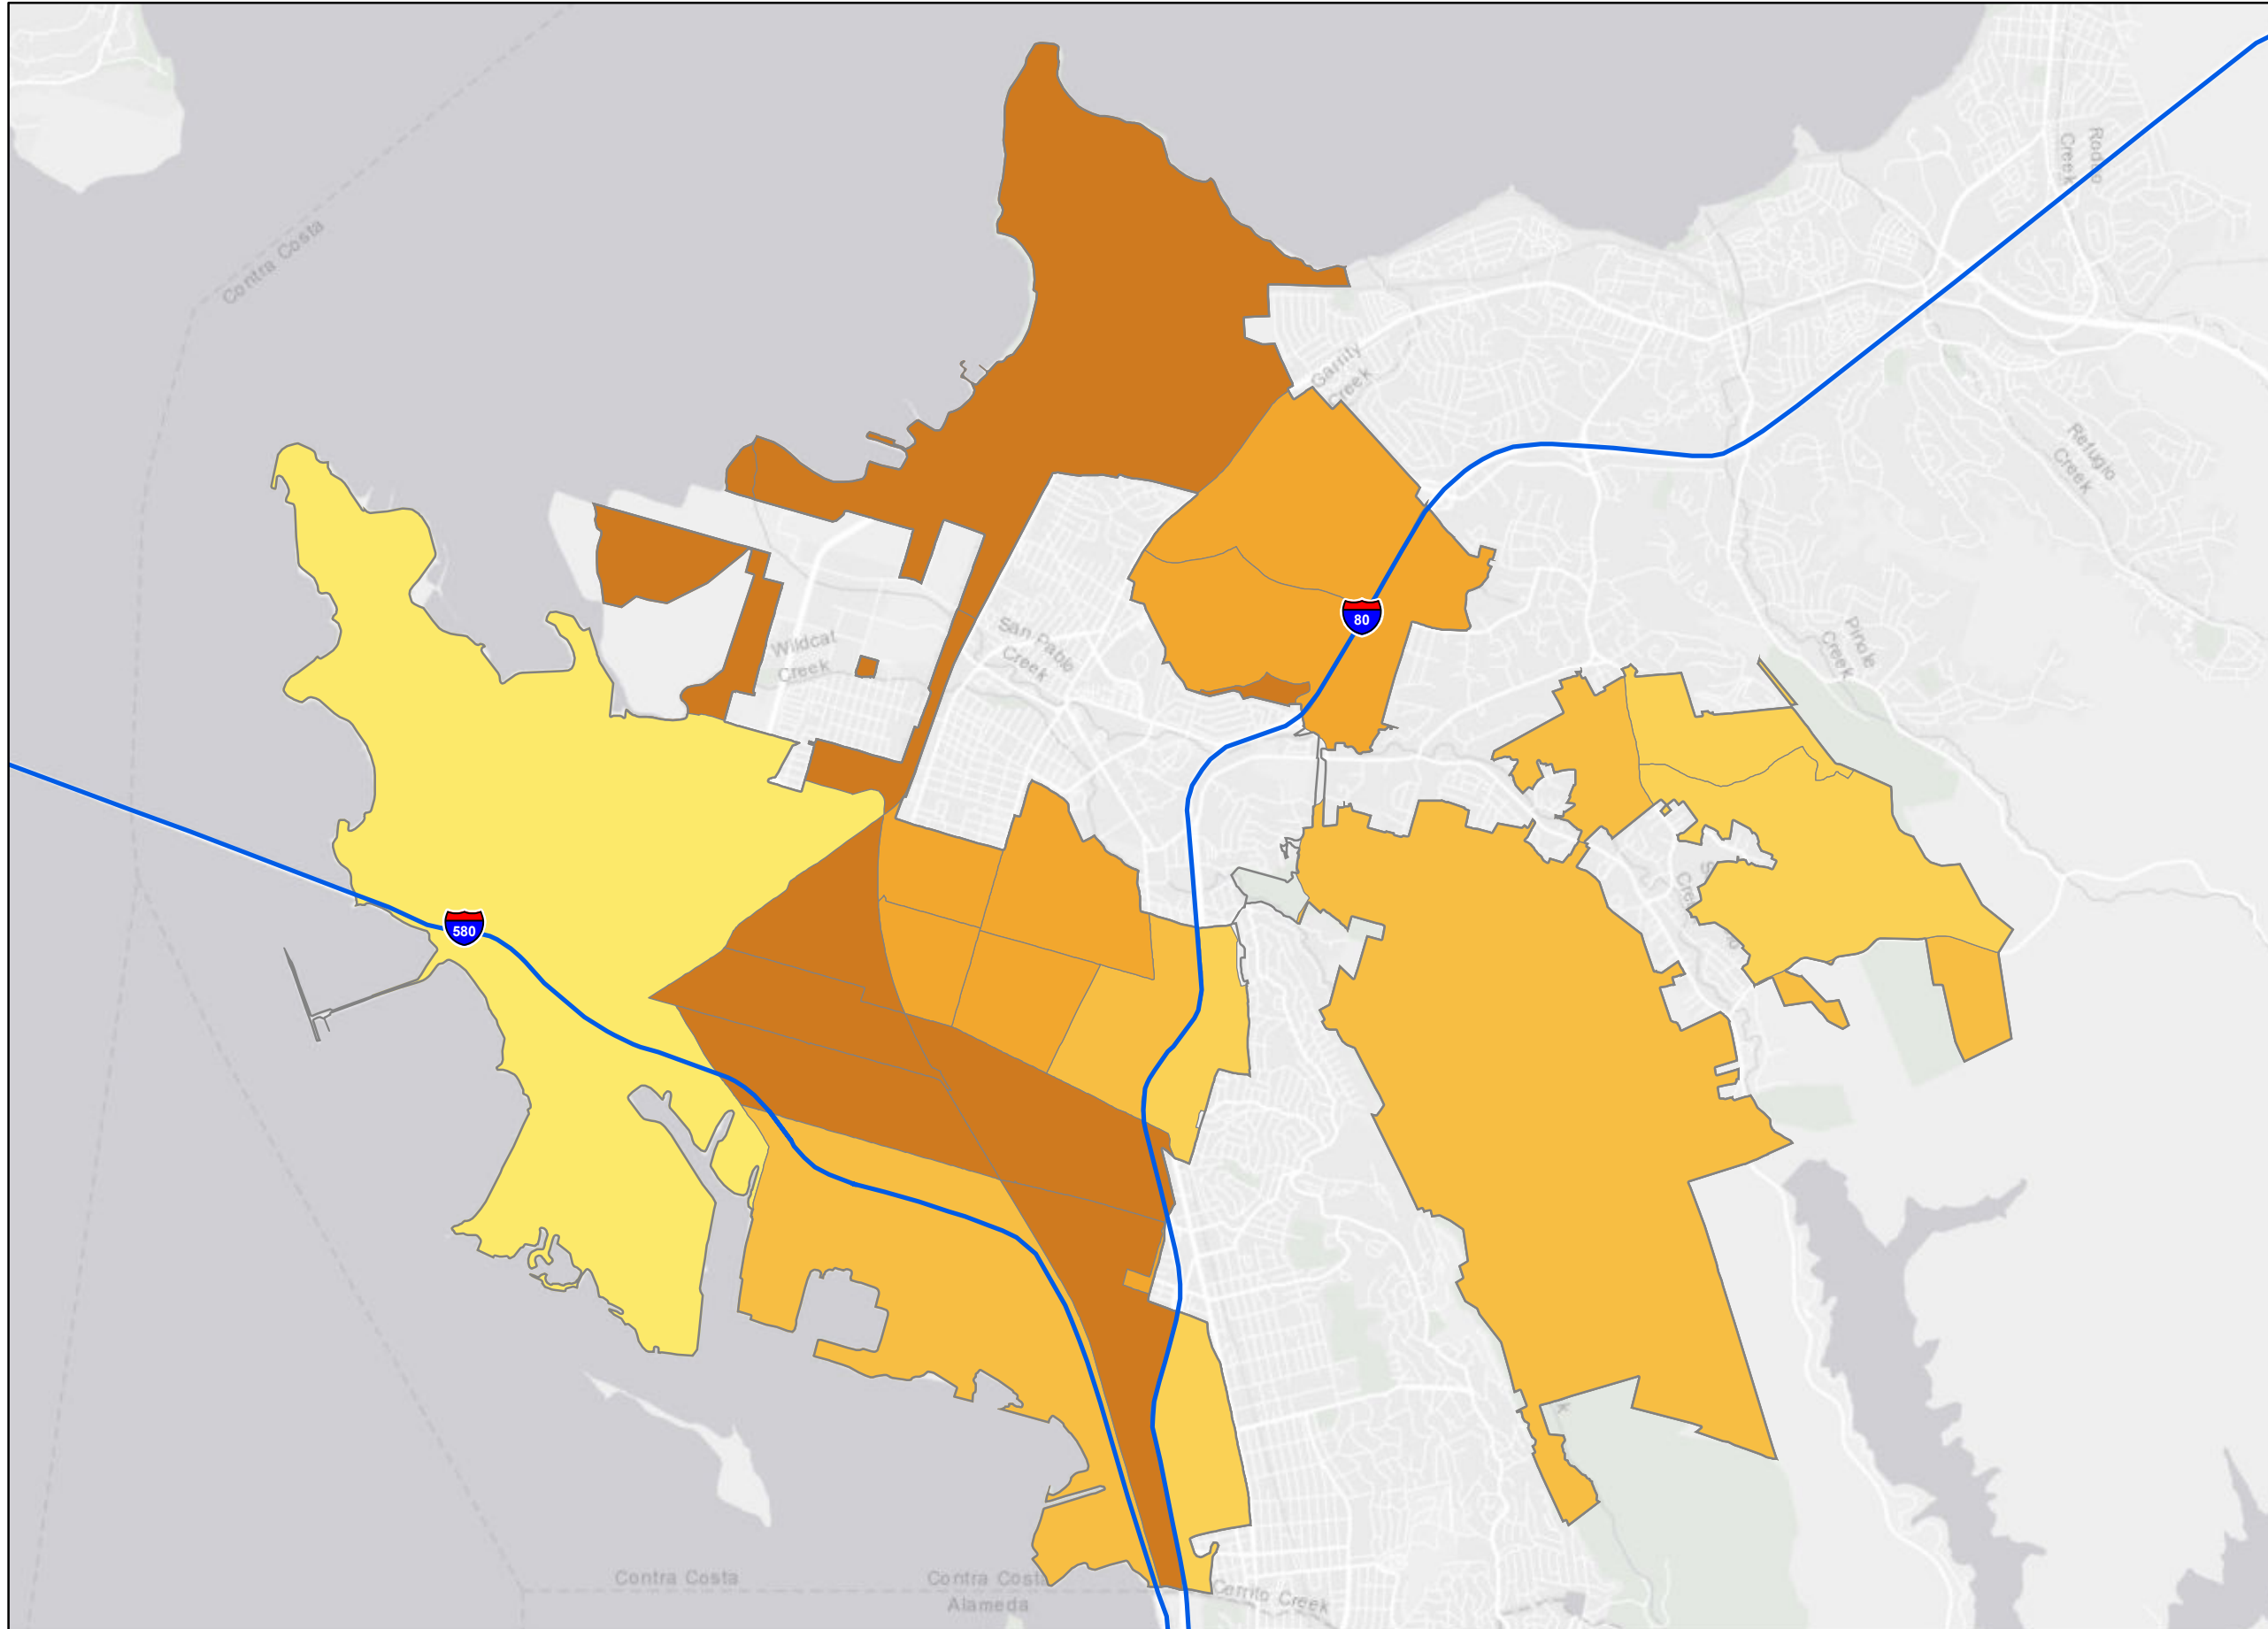 Contra Costa
Rodeo
Creek
Garrity
Creek
Refugio
Creek
80
San Pablo
Creek
Wildcat
Creek
Pinole
Creek
580
Contra Costa
Contra Costa
Alameda
Cerrito Creek